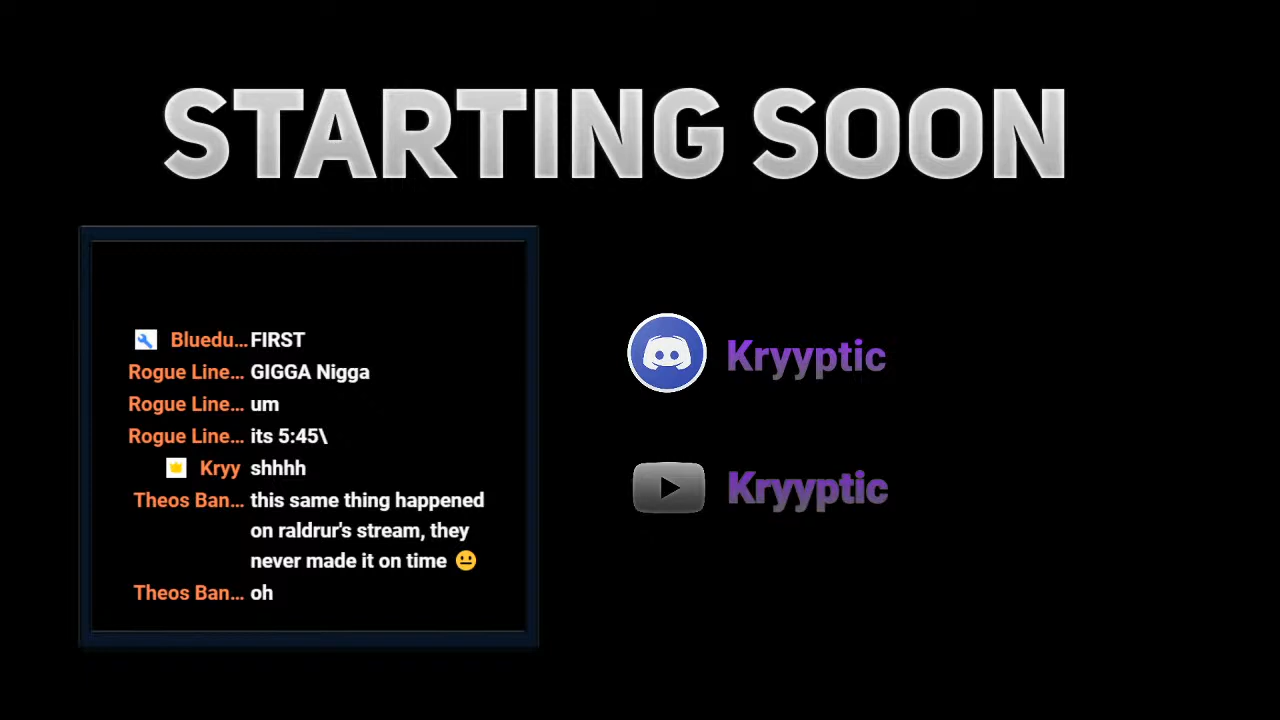 STARTING SOON
Bluedu... FIRST
Rogue Line... GIGGA Nigga
Rogue Line... um
Rogue Line... its 5:45\
Kryy shhhh
Theos Ban... this same thing happened
on raldrur's stream, they
never made it on time 😐
Theos Ban... oh
Kryyptic
Kryyptic